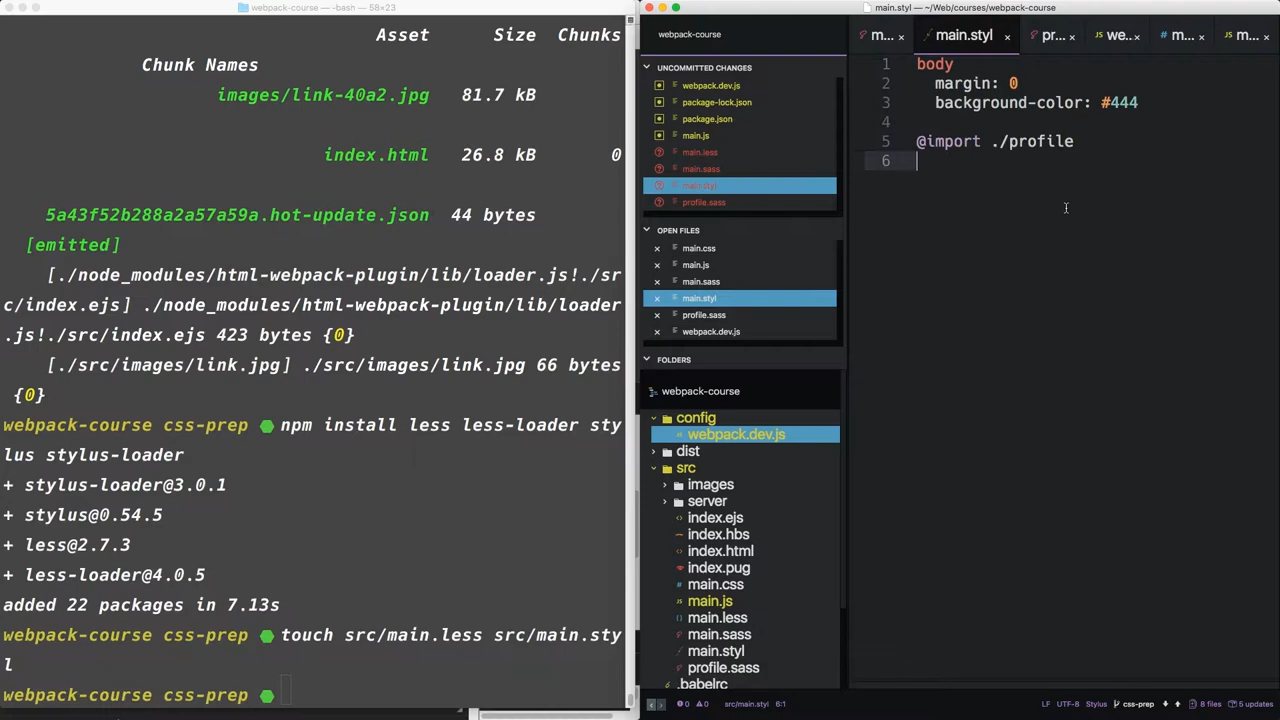 webpack-course — -bash — 58×23
Asset Size Chunks
Chunk Names
images/link-40a2.jpg 81.7 kB
index.html 26.8 kB 0
5a43f52b288a2a57a59a.hot-update.json 44 bytes
[emitted]
[./node_modules/html-webpack-plugin/lib/loader.js!./sr
c/index.ejs] ./node_modules/html-webpack-plugin/lib/loader
.js!./src/index.ejs 423 bytes {0}
[./src/images/link.jpg] ./src/images/link.jpg 66 bytes
{0}
webpack-course css-prep npm install less less-loader sty
lus stylus-loader
+ stylus-loader@3.0.1
+ stylus@0.54.5
+ less@2.7.3
+ less-loader@4.0.5
added 22 packages in 7.13s
webpack-course css-prep touch src/main.less src/main.sty
l
webpack-course css-prep
main.styl — ~/Web/courses/webpack-course
webpack-course
UNCOMMITTED CHANGES
webpack.dev.js
package-lock.json
package.json
main.js
main.less
main.sass
main.styl
profile.sass
OPEN FILES
main.css
main.js
main.sass
main.styl
profile.sass
webpack.dev.js
FOLDERS
webpack-course
config
webpack.dev.js
dist
src
images
server
index.ejs
index.hbs
index.html
index.pug
main.css
main.js
main.less
main.sass
main.styl
profile.sass
.babelrc
m... main.styl pr... we... m... m...
1 body
2 margin: 0
3 background-color: #444
4
5 @import ./profile
6
0 0 src/main.styl 6:1 LF UTF-8 Stylus css-prep 8 files 5 updates